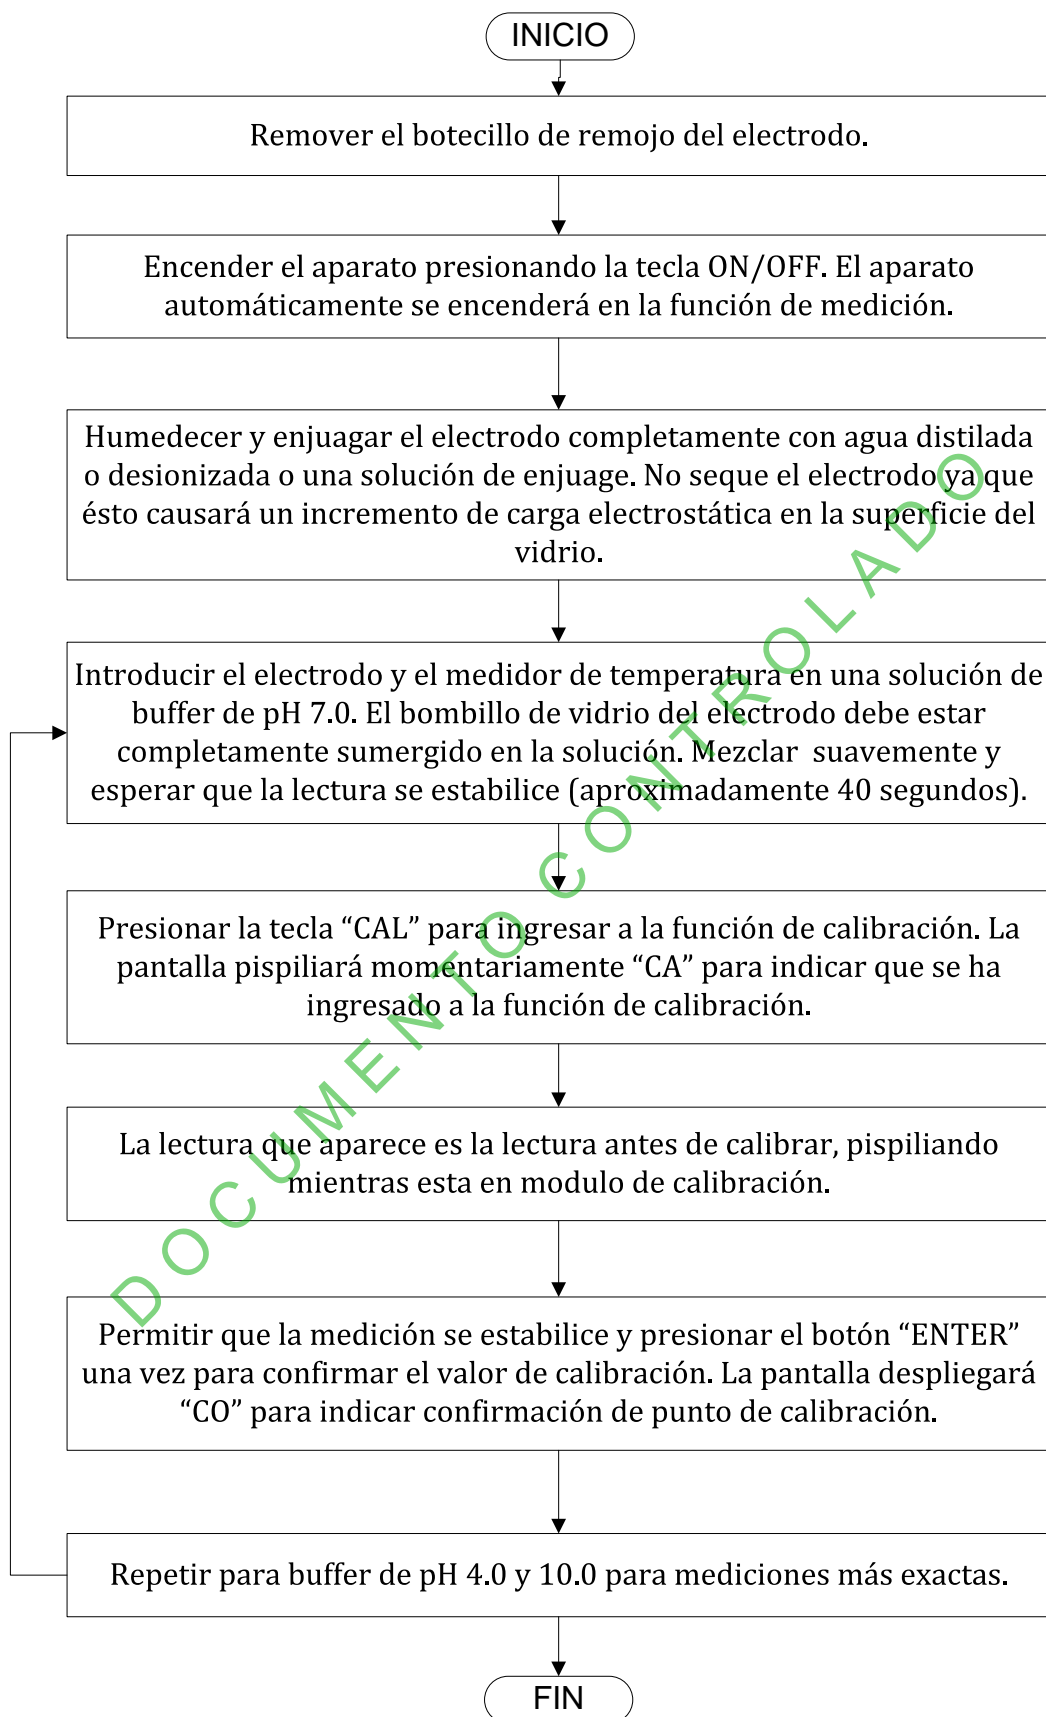 INICIO
Remover el botecillo de remojo del electrodo.
Encender el aparato presionando la tecla ON/OFF. El aparato
automáticamente se encenderá en la función de medición.
Humedecer y enjuagar el electrodo completamente con agua distilada
o desionizada o una solución de enjuage. No seque el electrodo ya que
ésto causará un incremento de carga electrostática en la superficie del
vidrio.
Introducir el electrodo y el medidor de temperatura en una solución de
buffer de pH 7.0. El bombillo de vidrio del electrodo debe estar
completamente sumergido en la solución. Mezclar  suavemente y
esperar que la lectura se estabilice (aproximadamente 40 segundos).
Presionar la tecla “CAL” para ingresar a la función de calibración. La
pantalla pispiliará momentariamente “CA” para indicar que se ha
ingresado a la función de calibración.
La lectura que aparece es la lectura antes de calibrar, pispiliando
mientras esta en modulo de calibración.
Permitir que la medición se estabilice y presionar el botón “ENTER”
una vez para confirmar el valor de calibración. La pantalla despliegará
“CO” para indicar confirmación de punto de calibración.
Repetir para buffer de pH 4.0 y 10.0 para mediciones más exactas.
FIN
DOCUMENTO CONTROLADO